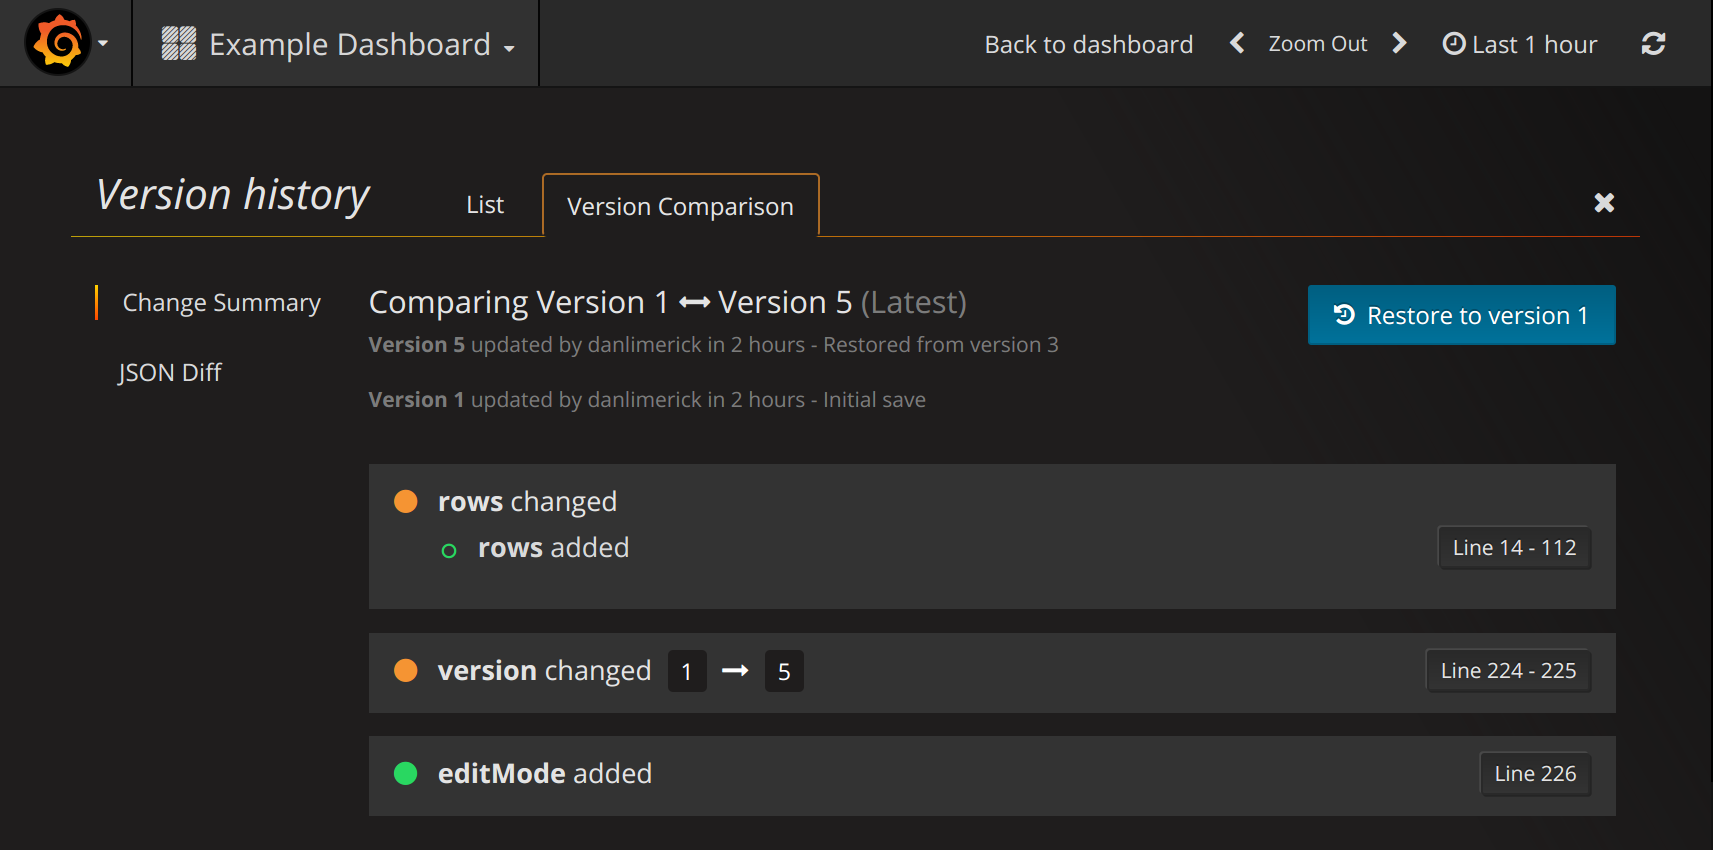 Example Dashboard
Back to dashboard Zoom Out Last 1 hour
Version history List Version Comparison
Change Summary
JSON Diff
Comparing Version 1 Version 5 (Latest)
Version 5 updated by danlimerick in 2 hours - Restored from version 3
Version 1 updated by danlimerick in 2 hours - Initial save
Restore to version 1
rows changed
rows added Line 14 - 112
version changed 1 5 Line 224 - 225
editMode added Line 226